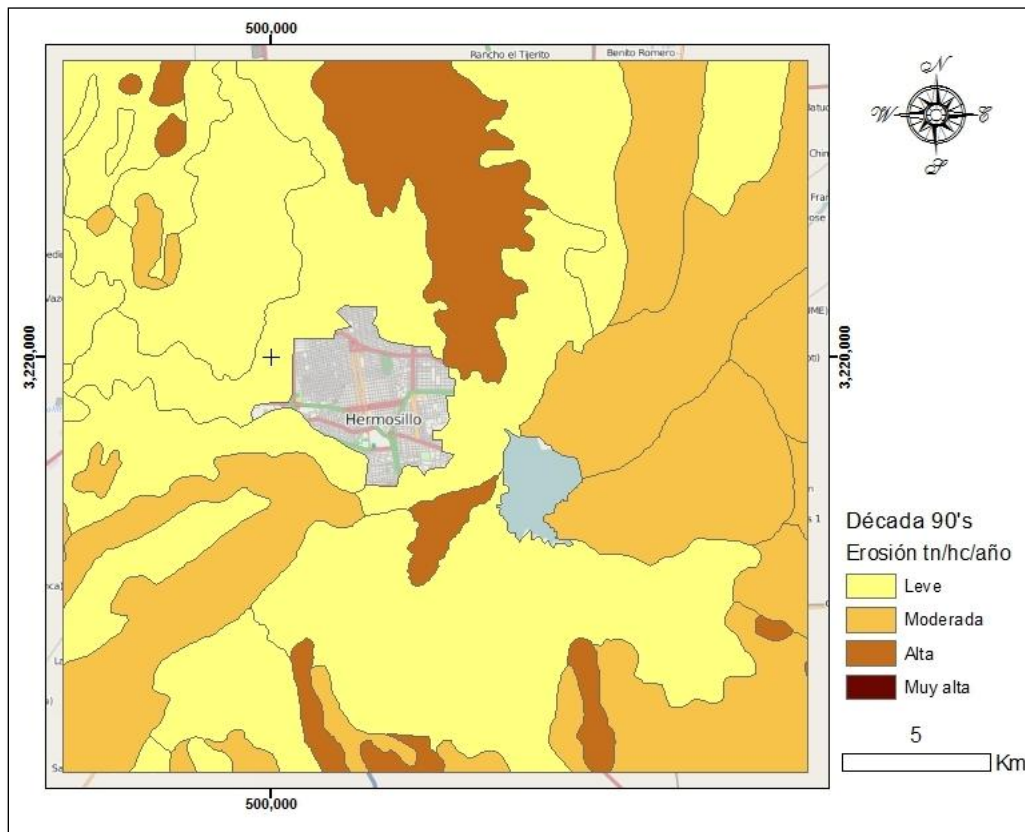 500,000
Rancho el Tijerito
Benito Romero
N
W
E
S
3,220,000
3,220,000
Hermosillo
Década 90's
Erosión tn/hc/año
Leve
Moderada
Alta
Muy alta
5
Km
500,000